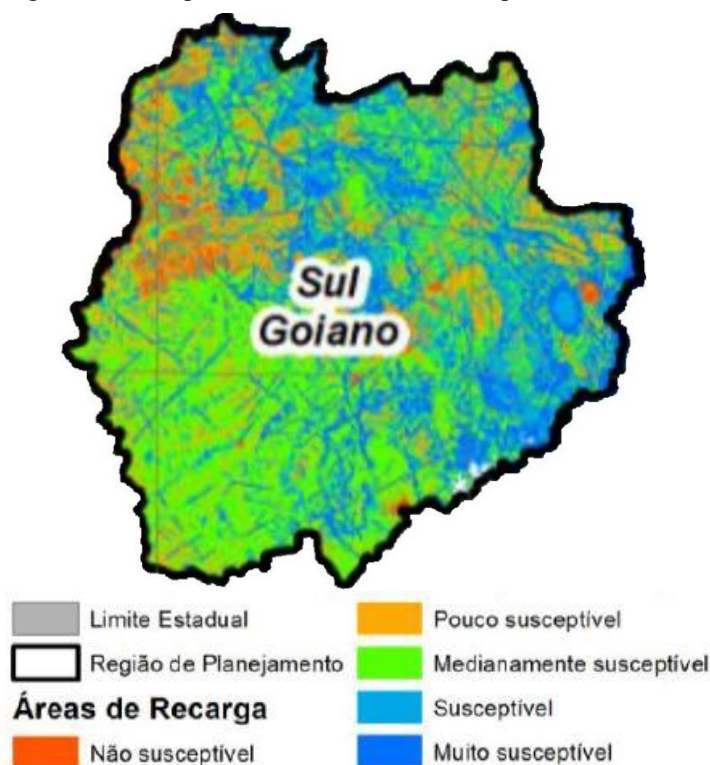 Sul
Goiano
Limite Estadual
Região de Planejamento
Áreas de Recarga
Não susceptível
Pouco susceptível
Medianamente susceptível
Susceptível
Muito susceptível